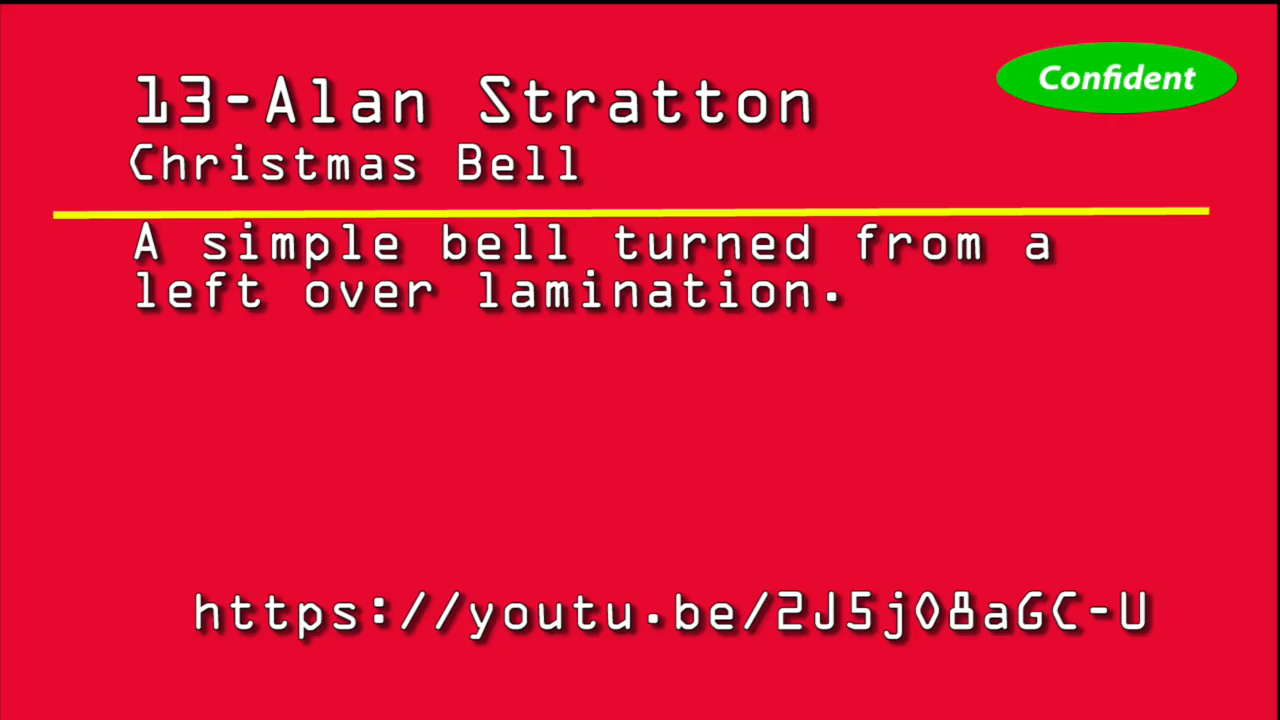 13-Alan Stratton
Confident
Christmas Bell
A simple bell turned from a
left over lamination.
https://youtu.be/2J5j08aGC-U